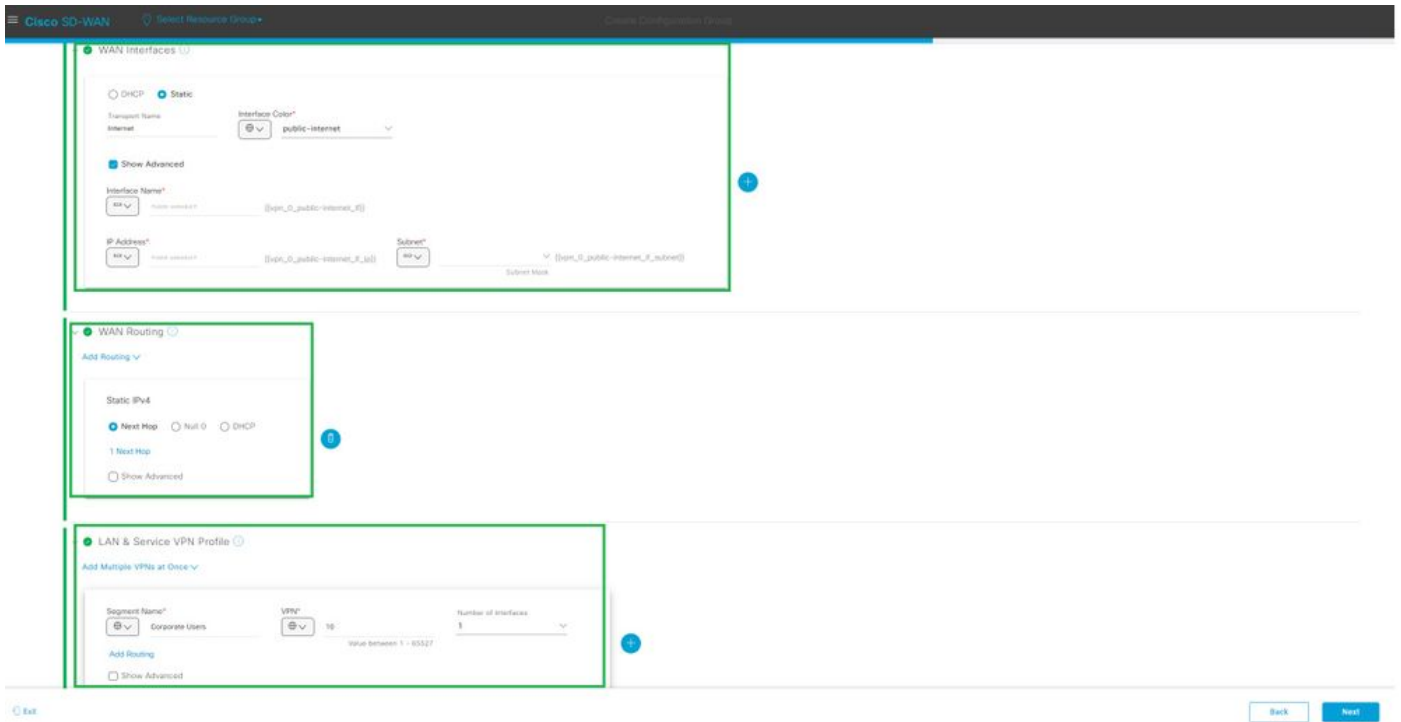 Cisco SD-WAN Select Resource Group Create Configuration Group
WAN Interfaces
DHCP Static
Transport Name Interface Color*
Internet public-internet
Show Advanced
Interface Name*
{{vpn_0_public-internet_if}}
IP Address* Subnet*
{{vpn_0_public-internet_if_ip}} {{vpn_0_public-internet_if_subnet}}
Subnet Mask
WAN Routing
Add Routing
Static IPv4
Next Hop Null 0 DHCP
1 Next Hop
Show Advanced
LAN & Service VPN Profile
Add Multiple VPNs at Once
Segment Name* VPN* Number of Interfaces
Corporate Users 10 1
Value between 1 - 65527
Add Routing
Show Advanced
Exit Back Next